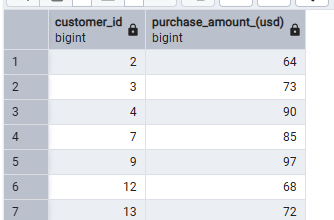 customer_id purchase_amount_(usd)
bigint bigint
1 2 64
2 3 73
3 4 90
4 7 85
5 9 97
6 12 68
7 13 72